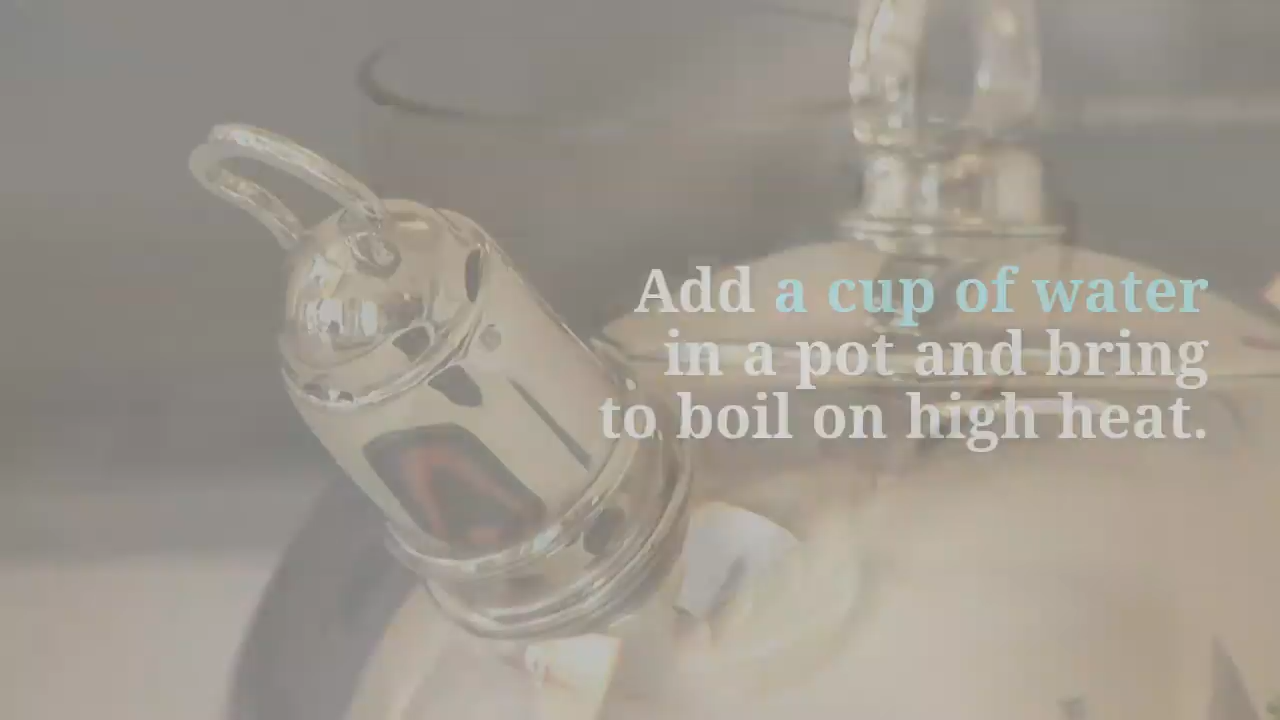 Add a cup of water
in a pot and bring
to boil on high heat.